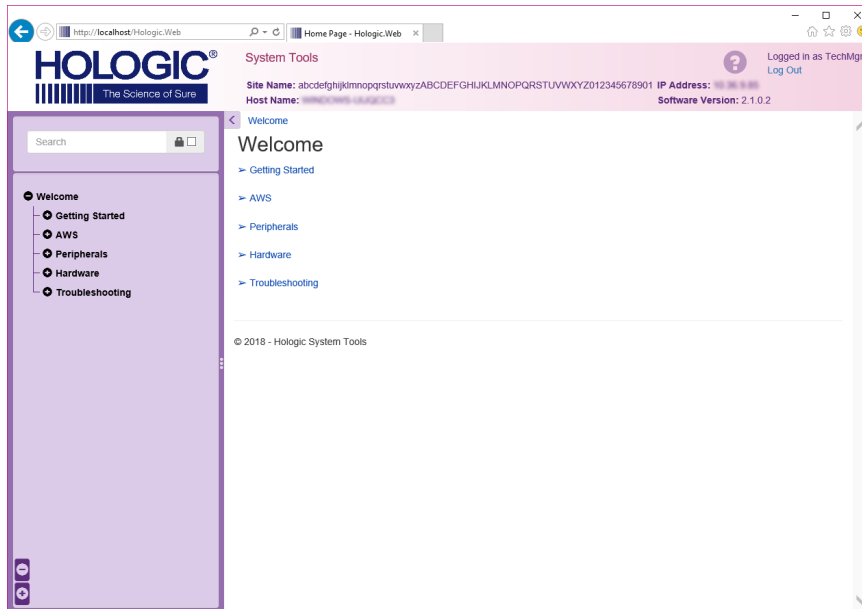 http://localhost/Hologic.Web
Home Page - Hologic.Web
HOLOGIC®
The Science of Sure
System Tools
Logged in as TechMgr
Log Out
Site Name: abcdefghijklmnopqrstuvwxyzABCDEFGHIJKLMNOPQRSTUVWXYZ012345678901 IP Address:
Host Name:
Software Version: 2.1.0.2
Search
Welcome
Getting Started
AWS
Peripherals
Hardware
Troubleshooting
Welcome
Welcome
➢ Getting Started
➢ AWS
➢ Peripherals
➢ Hardware
➢ Troubleshooting
© 2018 - Hologic System Tools